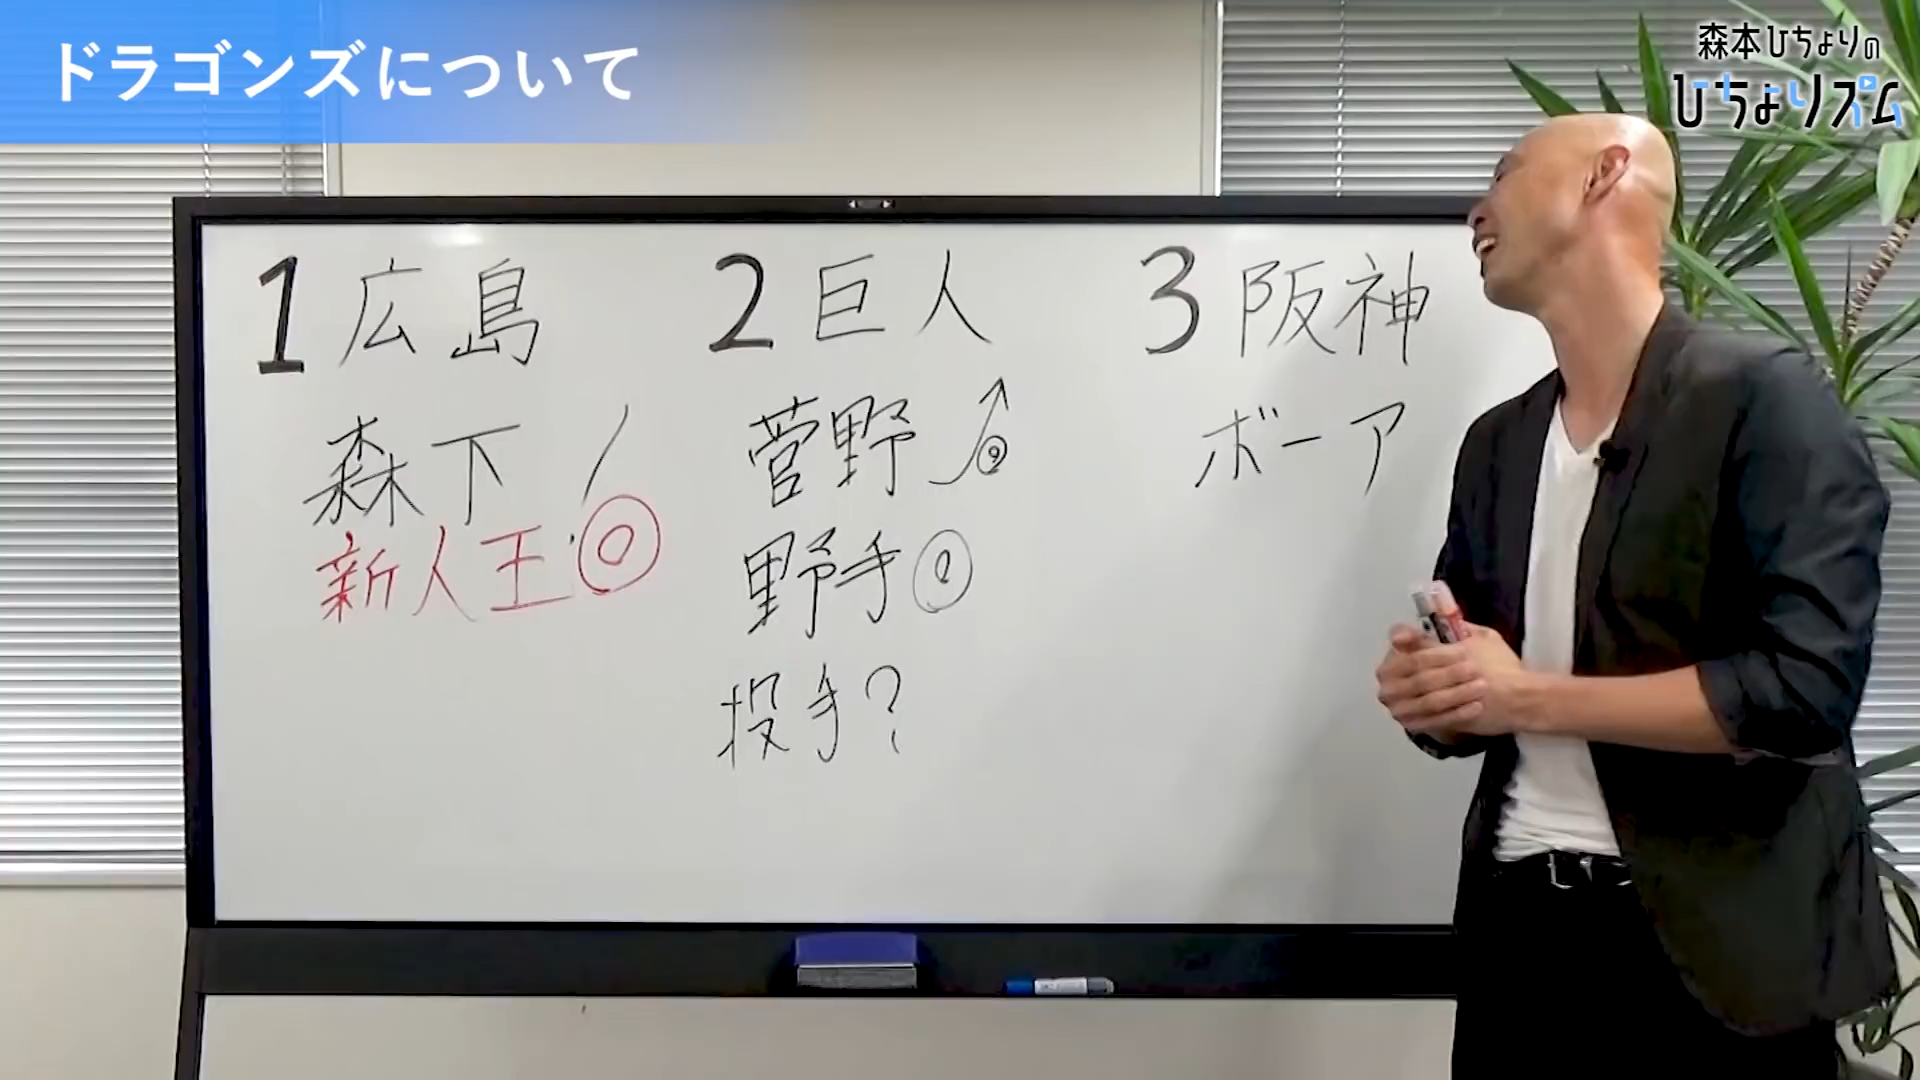 ドラゴンズについて
森本ひちょりの
ひちょリズム
1 広島
森下
新人王◎
2 巨人
菅野
野手◎
投手?
3 阪神
ボーア